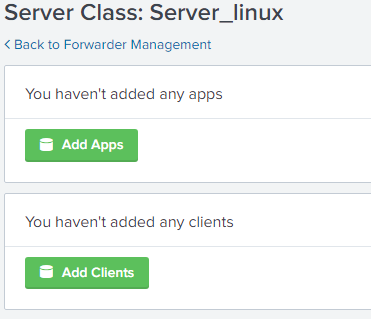 Server Class: Server_linux
< Back to Forwarder Management
You haven't added any apps
Add Apps
You haven't added any clients
Add Clients